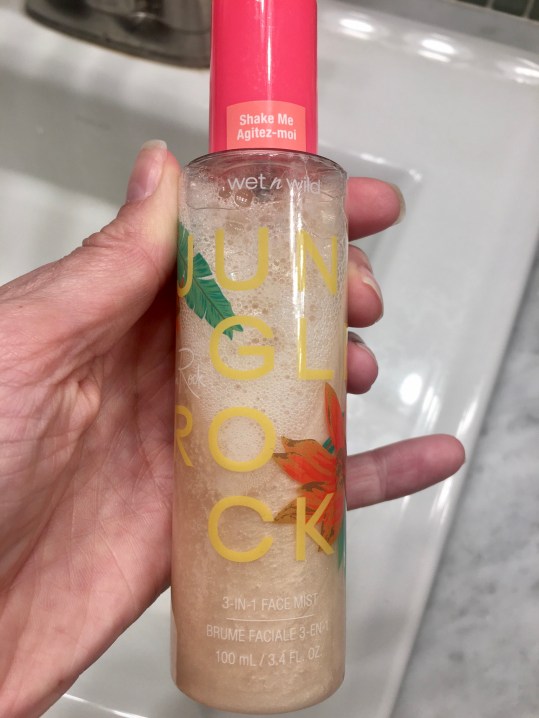 Shake Me
Agitez-moi
wet n wild
JUN
GL
Rock
RO
CK
3-IN-1 FACE MIST
BRUME FACIALE 3-EN-1
100 mL / 3.4 FL. OZ.